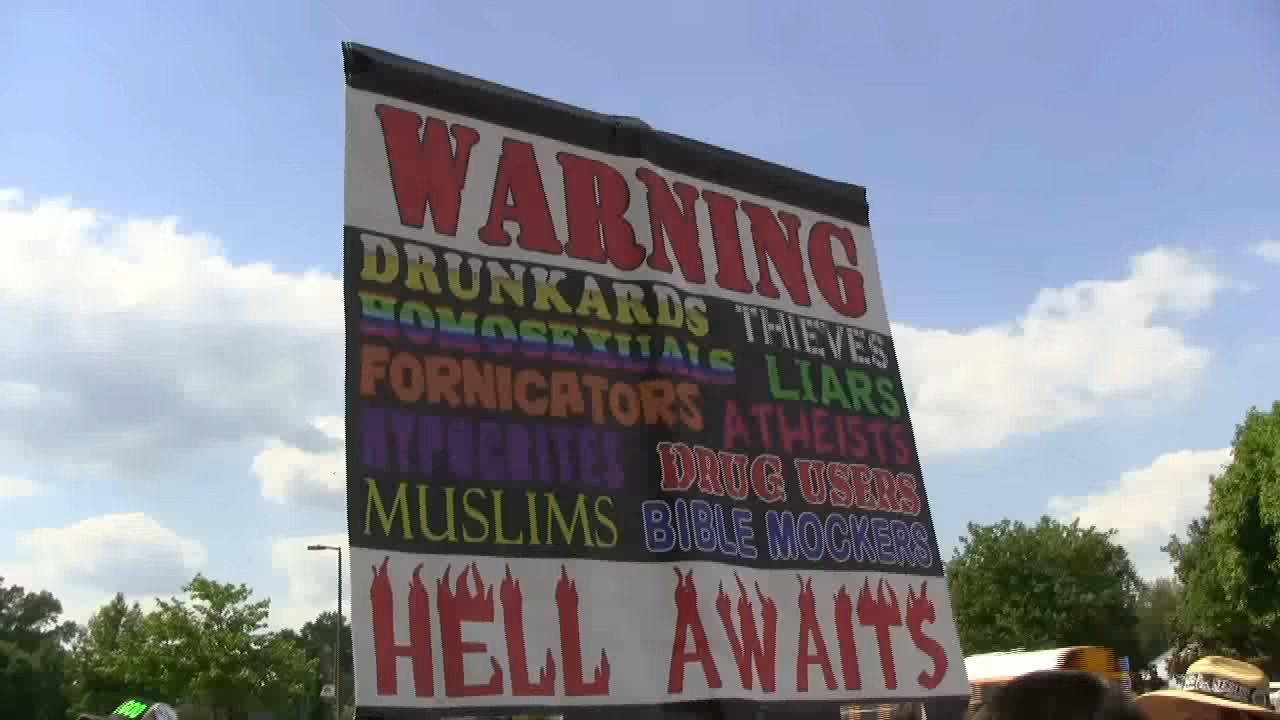 WARNING
DRUNKARDS
HOMOSEXUALS
FORNICATORS
HYPOCRITES
MUSLIMS
THIEVES
LIARS
ATHEISTS
DRUG USERS
BIBLE MOCKERS
HELL AWAITS